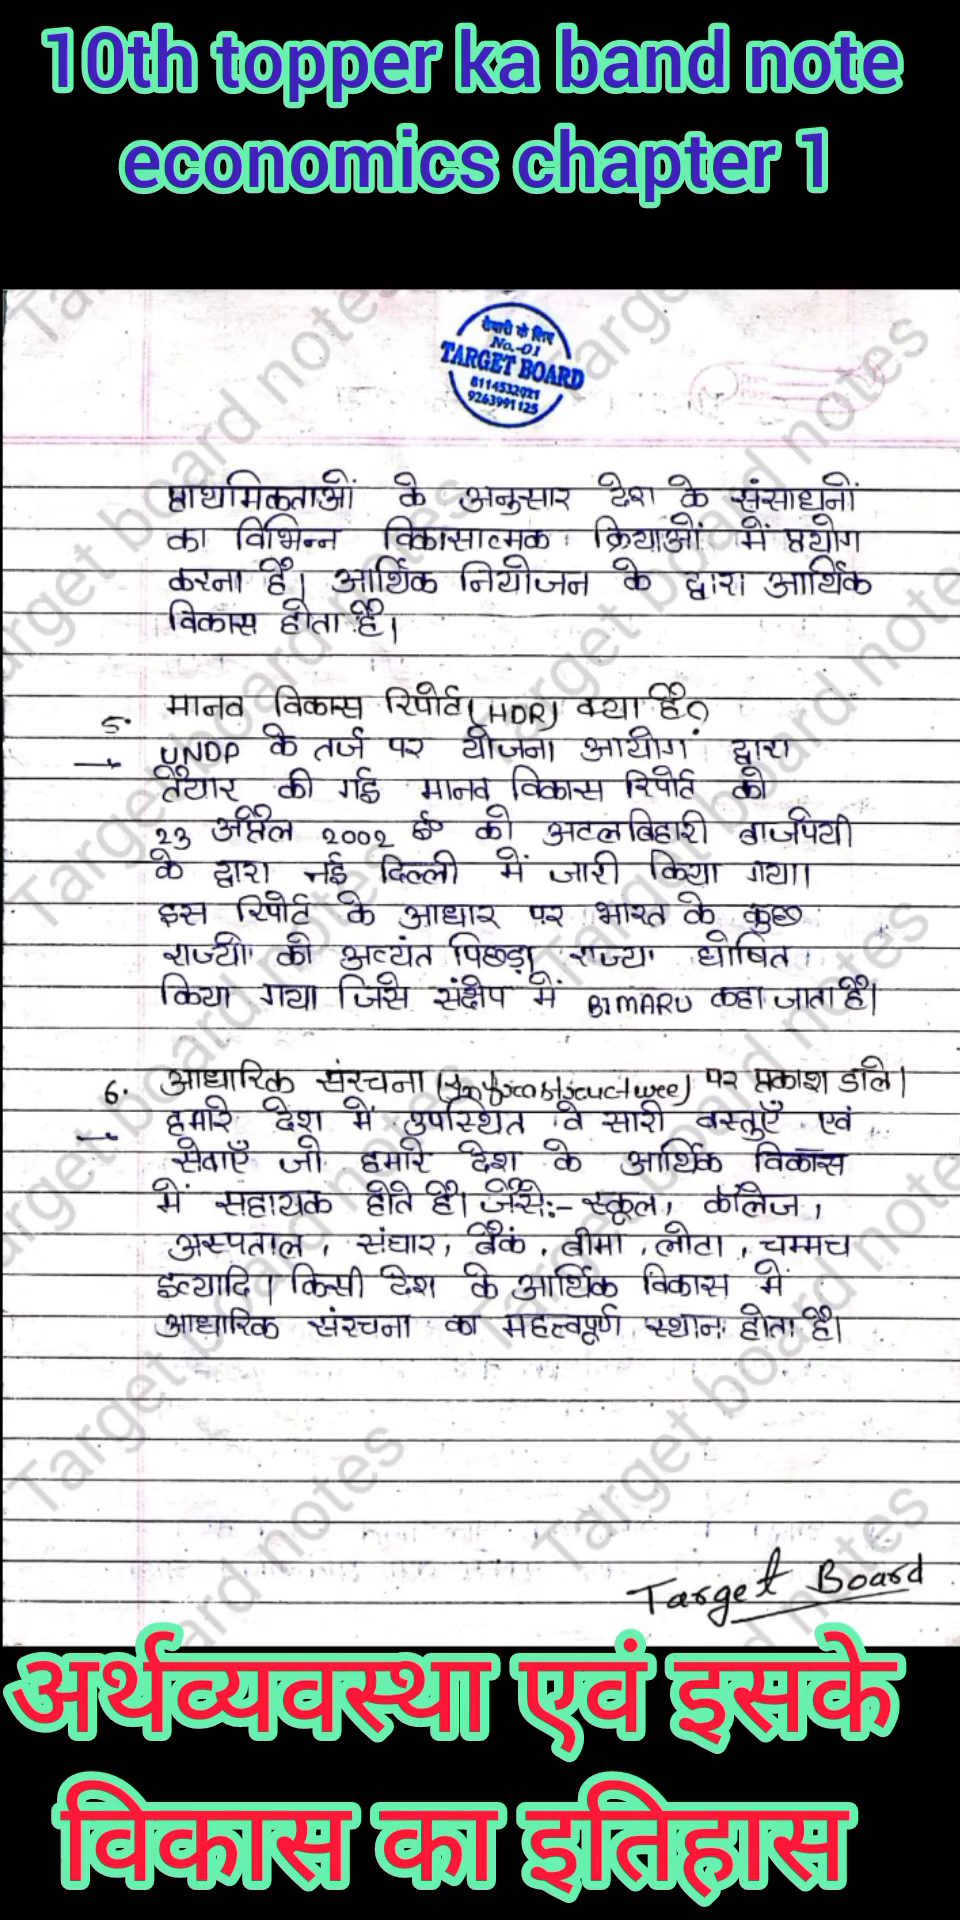 10th topper ka band note
economics chapter 1
तैयारी के लिए
No.-01
TARGET BOARD
8114532021
9263991125
प्राथमिकताओं के अनुसार देश के संसाधनों
का विभिन्न विकासात्मक क्रियाओं में प्रयोग
करना है। आर्थिक नियोजन के द्वारा आर्थिक
विकास होता है।
5. मानव विकास रिपोर्ट (HDR) क्या है?
→ UNDP के तर्ज पर योजना आयोग द्वारा
तैयार की गई मानव विकास रिपोर्ट को
23 अप्रैल 2002 ई० को अटलबिहारी वाजपेयी
के द्वारा नई दिल्ली में जारी किया गया।
इस रिपोर्ट के आधार पर भारत के कुछ
राज्यों को अत्यंत पिछड़ा राज्य घोषित
किया गया जिसे संक्षेप में BIMARU कहा जाता है।
6. आधारिक संरचना (Infrastructure) पर प्रकाश डाले।
→ हमारे देश में उपस्थित वे सारी वस्तुएँ एवं
सेवाएँ जो हमारे देश के आर्थिक विकास
में सहायक होते है। जैसे:- स्कूल, कॉलेज,
अस्पताल, संचार, बैंक, बीमा, लोटा, चम्मच
इत्यादि। किसी देश के आर्थिक विकास में
आधारिक संरचना का महत्वपूर्ण स्थान होता है।
Target Board
अर्थव्यवस्था एवं इसके
विकास का इतिहास